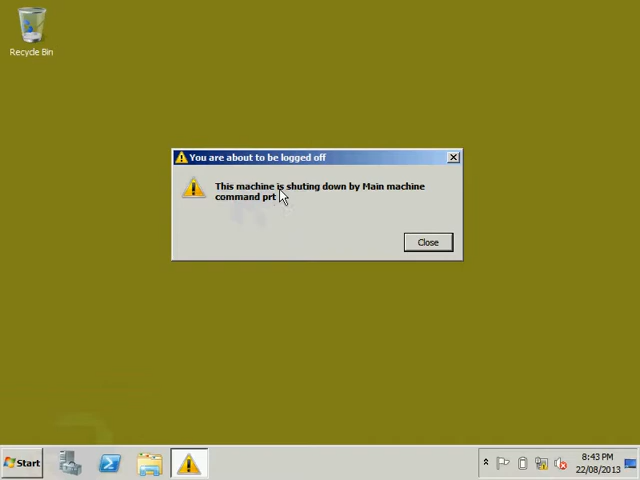 Recycle Bin
You are about to be logged off
This machine is shuting down by Main machine
command prt
Close
Start
8:43 PM
22/08/2013